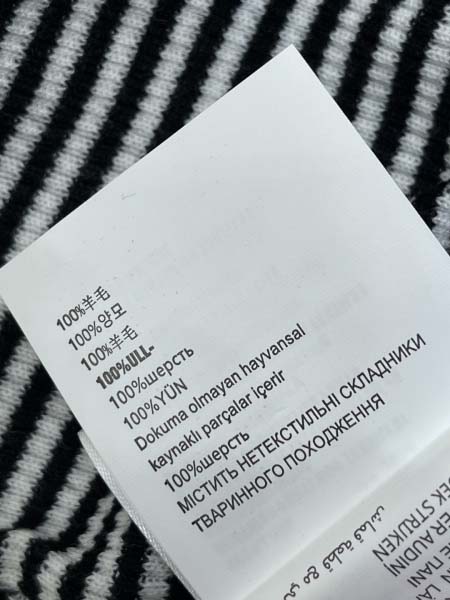 100%羊毛
100%양모
100%羊毛
100%ULL-
100%шерсть
100%YÜN
Dokuma olmayan hayvansal
kaynaklı parçalar içerir
100%шерсть
МІСТИТЬ НЕТЕКСТИЛЬНІ СКЛАДНИКИ
ТВАРИННОГО ПОХОДЖЕННЯ
STRIJKEN